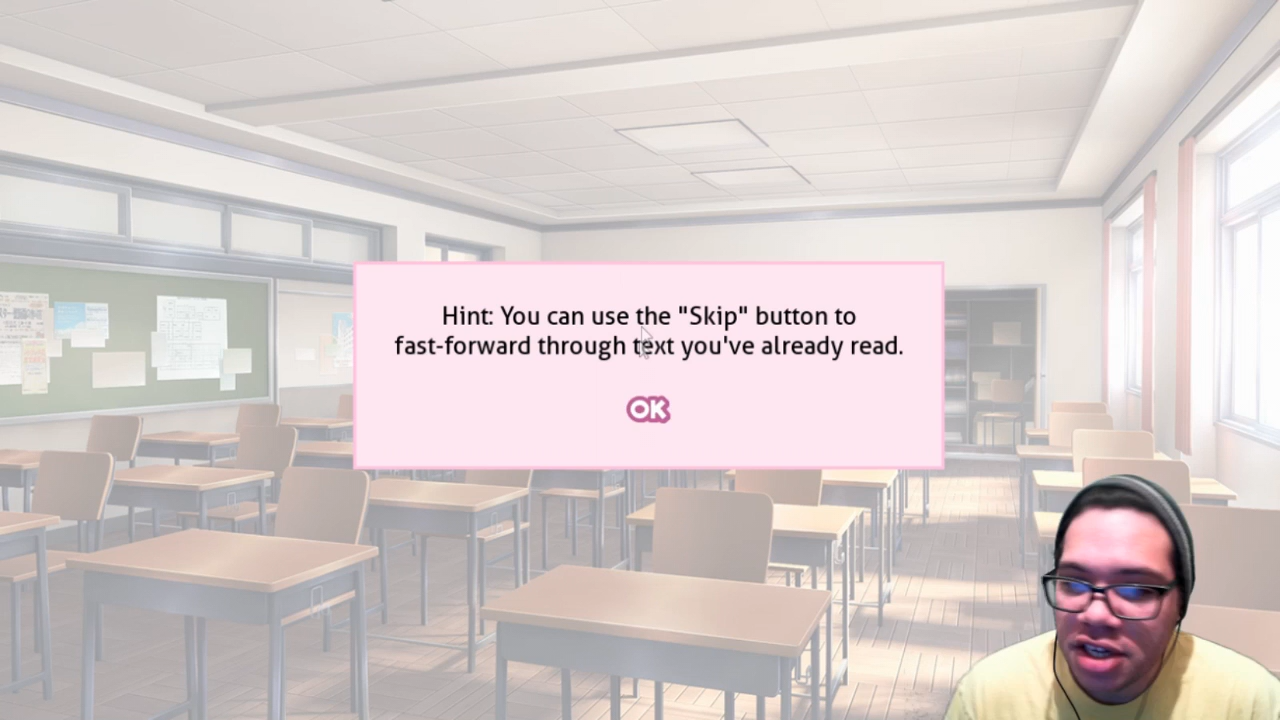 Hint: You can use the "Skip" button to
fast-forward through text you've already read.
OK